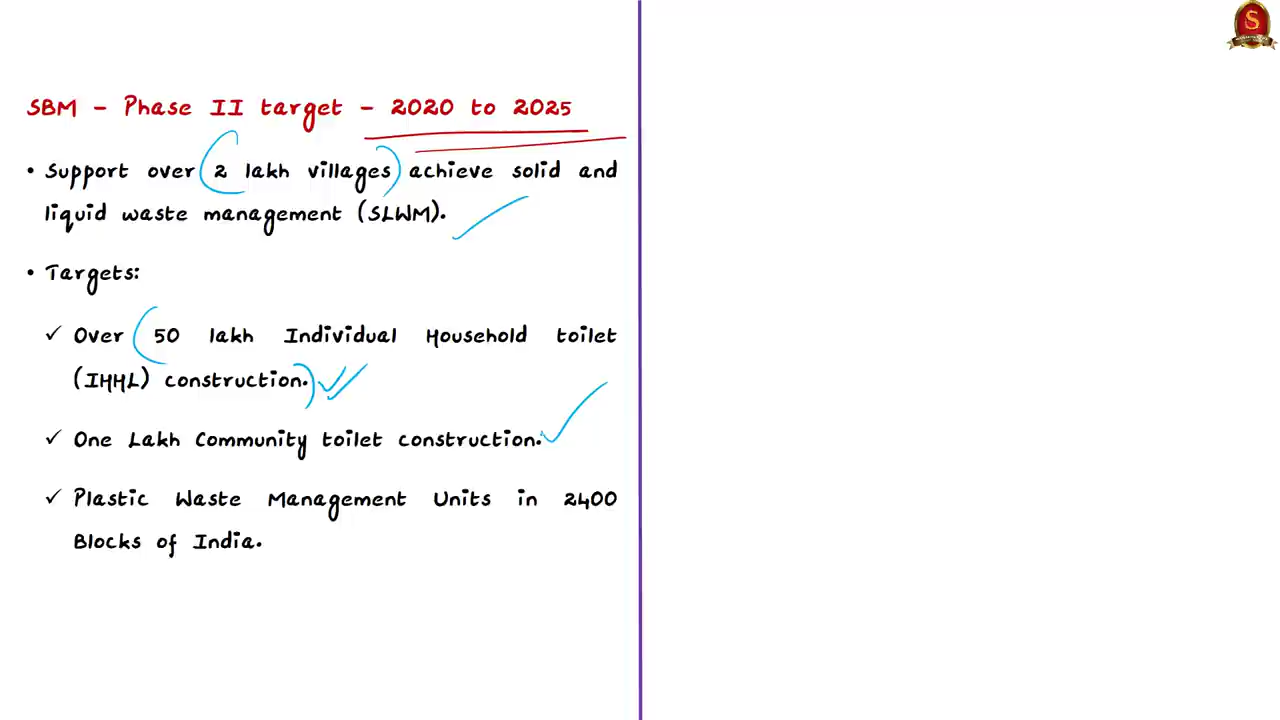 SBM - Phase II target - 2020 to 2025
• Support over 2 lakh villages achieve solid and
liquid waste management (SLWM).
• Targets:
✓ Over 50 lakh Individual Household toilet
(IHHL) construction.
✓ One Lakh Community toilet construction.
✓ Plastic Waste Management Units in 2400
Blocks of India.
S